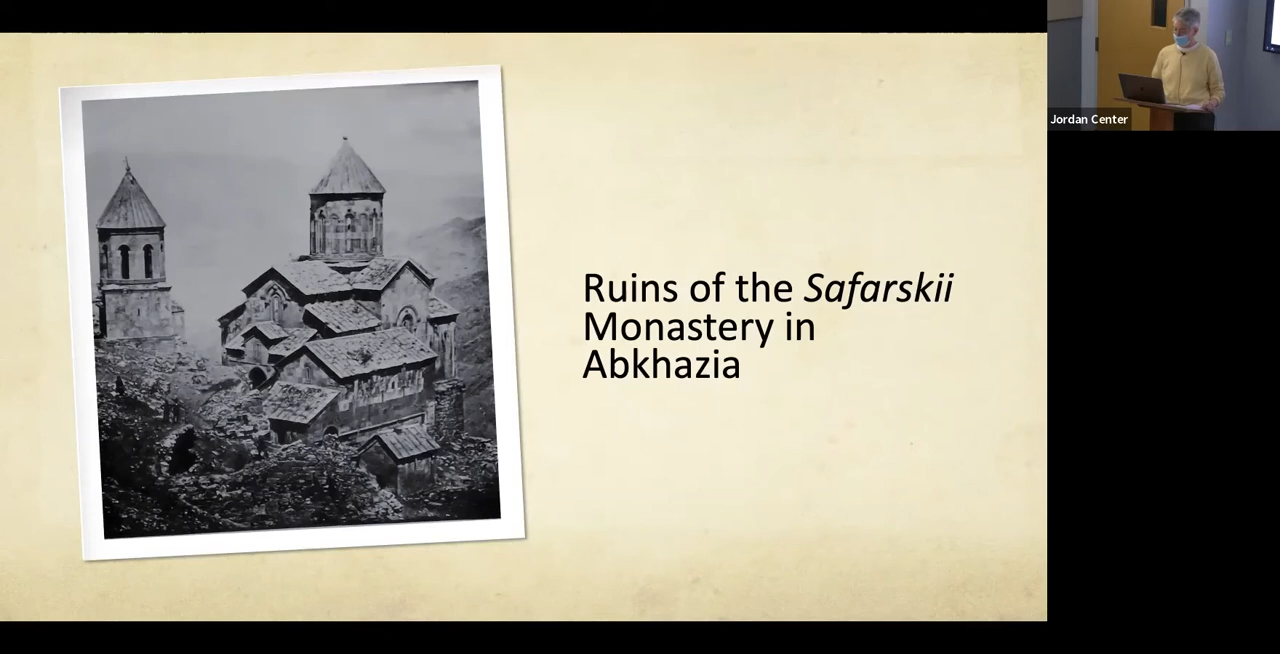 Ruins of the Safarskii
Monastery in
Abkhazia
Jordan Center